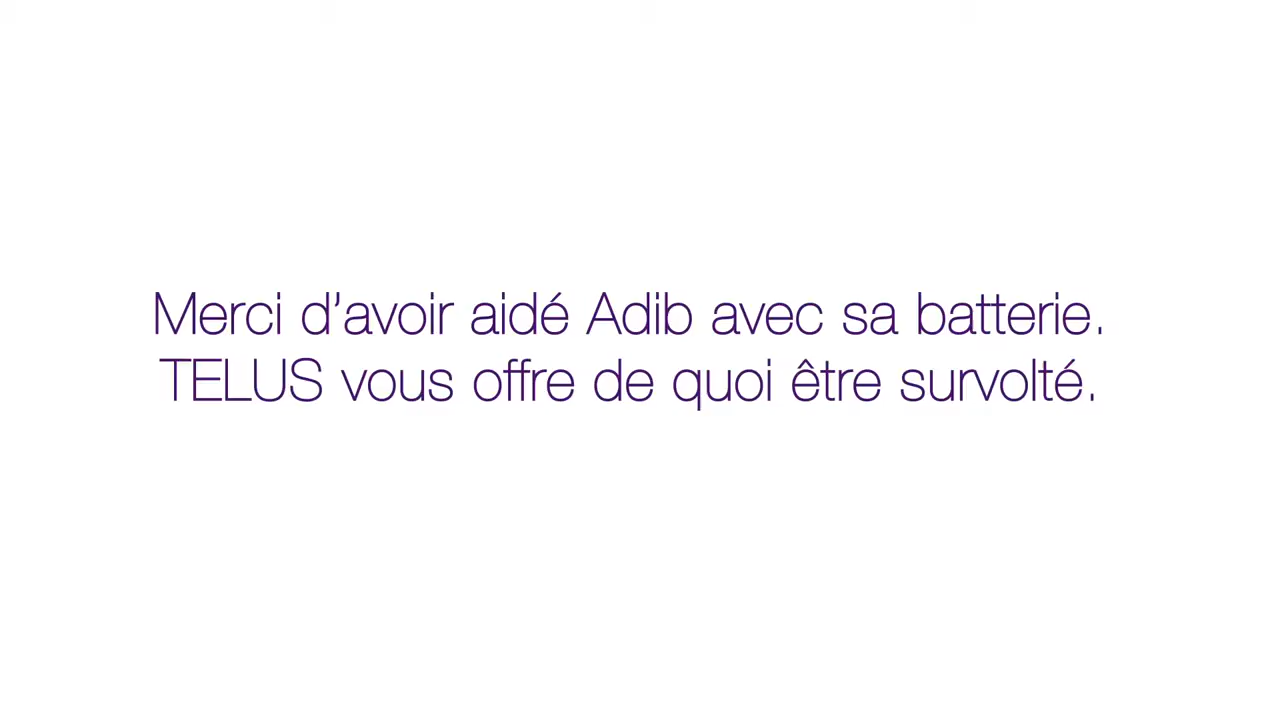 Merci d’avoir aidé Adib avec sa batterie.
TELUS vous offre de quoi être survolté.